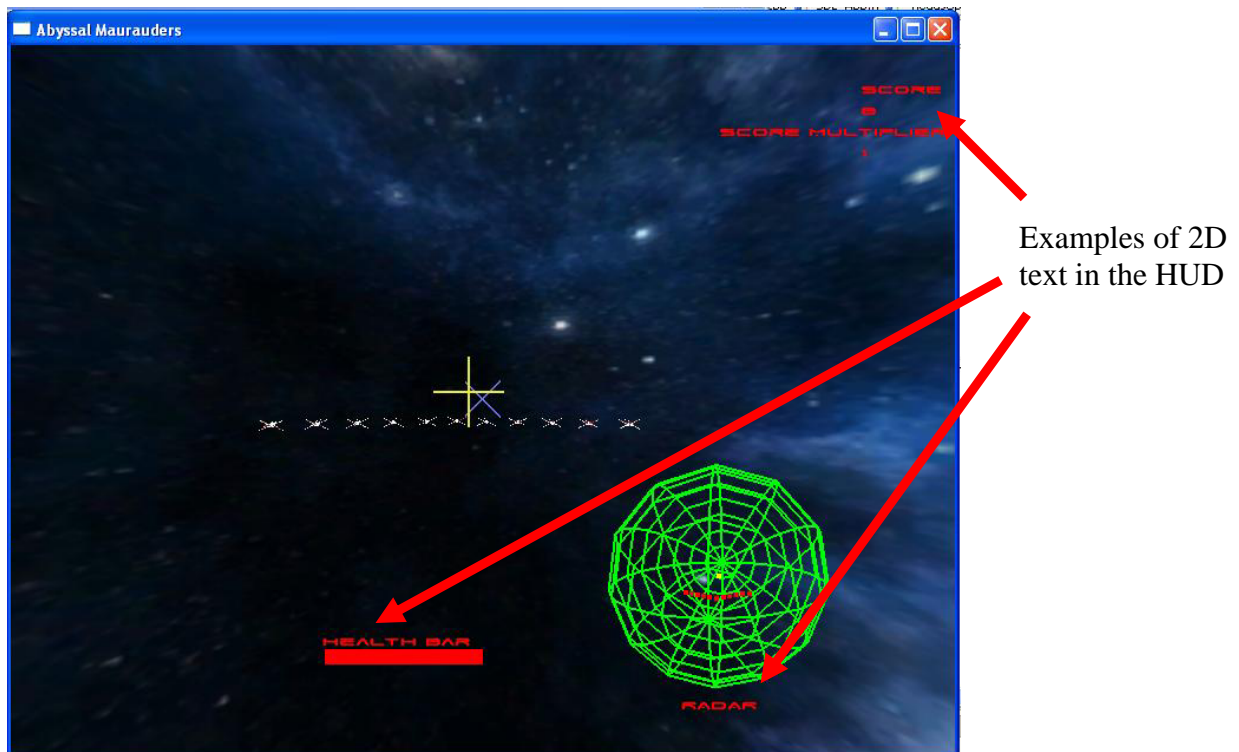 Abyssal Maurauders
SCORE
0
SCORE MULTIPLIER
1
Examples of 2D
text in the HUD
HEALTH BAR
RADAR